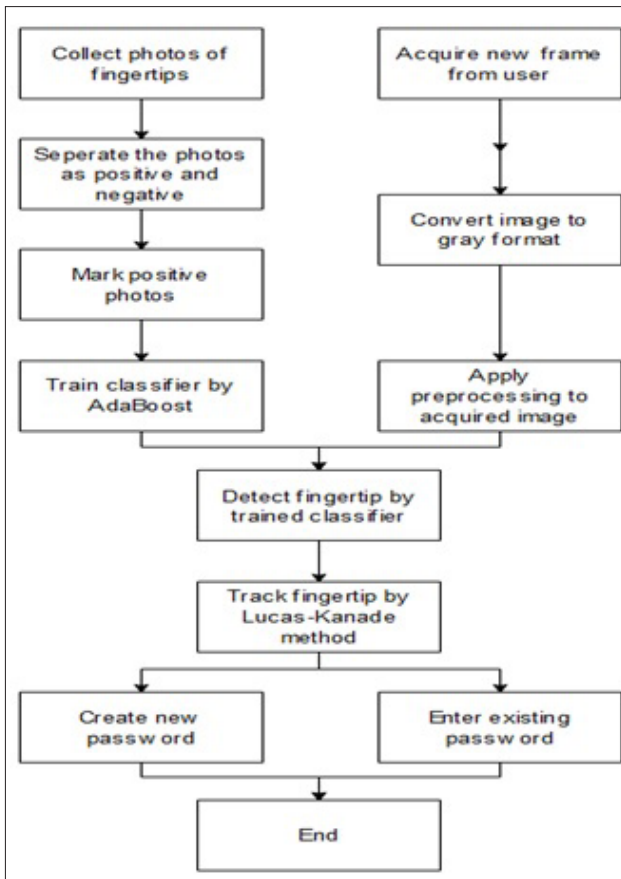 Collect photos of
fingertips
Acquire new frame
from user
Seperate the photos
as positive and
negative
Convert image to
gray format
Mark positive
photos
Train classifier by
AdaBoost
Apply
preprocessing to
acquired image
Detect fingertip by
trained classifier
Track fingertip by
Lucas-Kanade
method
Create new
password
Enter existing
password
End